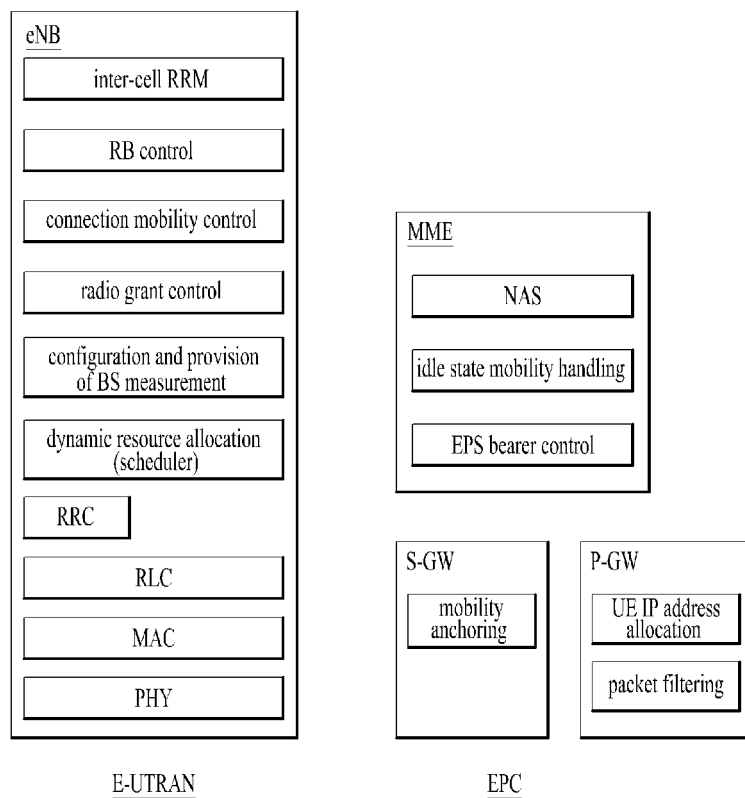 eNB
inter-cell RRM
RB control
connection mobility control
radio grant control
configuration and provision
of BS measurement
dynamic resource allocation
(scheduler)
RRC
RLC
MAC
PHY
E-UTRAN
MME
NAS
idle state mobility handling
EPS bearer control
S-GW
mobility
anchoring
P-GW
UE IP address
allocation
packet filtering
EPC